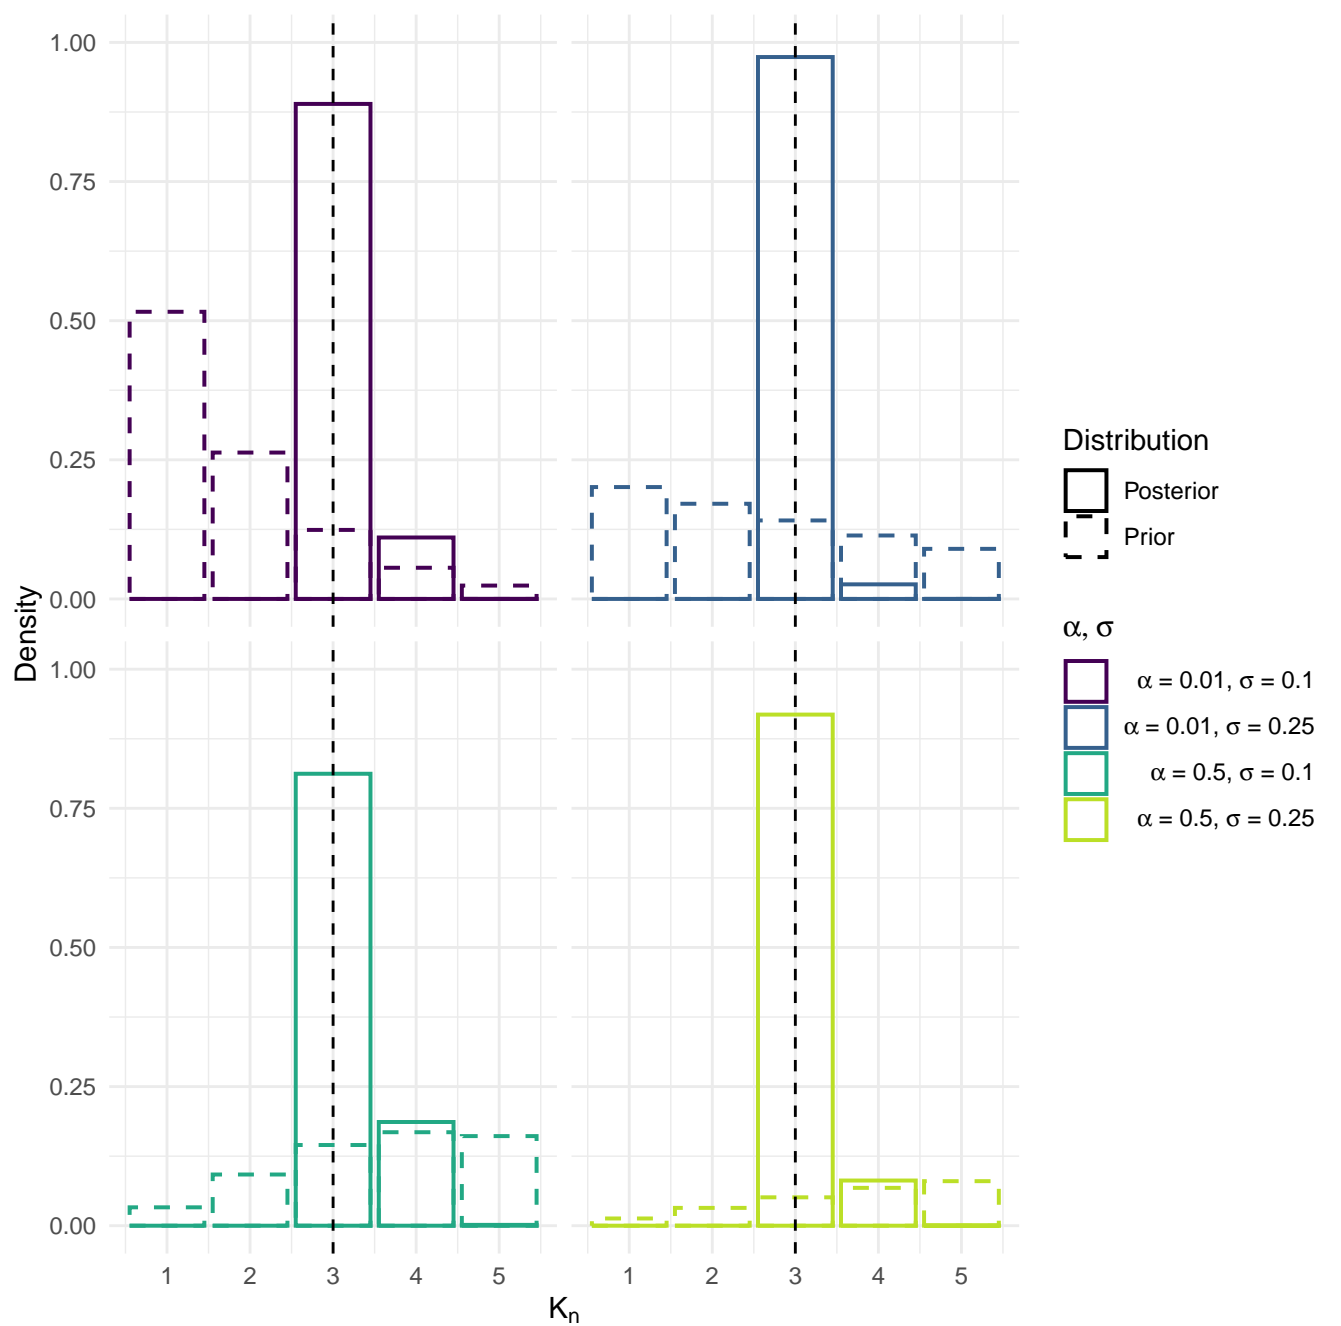 1.00
0.75
0.50
0.25
0.00
1.00
0.75
0.50
0.25
0.00
Density
1 2 3 4 5
1 2 3 4 5
Kₙ
Distribution
Posterior
Prior
α, σ
α = 0.01, σ = 0.1
α = 0.01, σ = 0.25
α = 0.5, σ = 0.1
α = 0.5, σ = 0.25